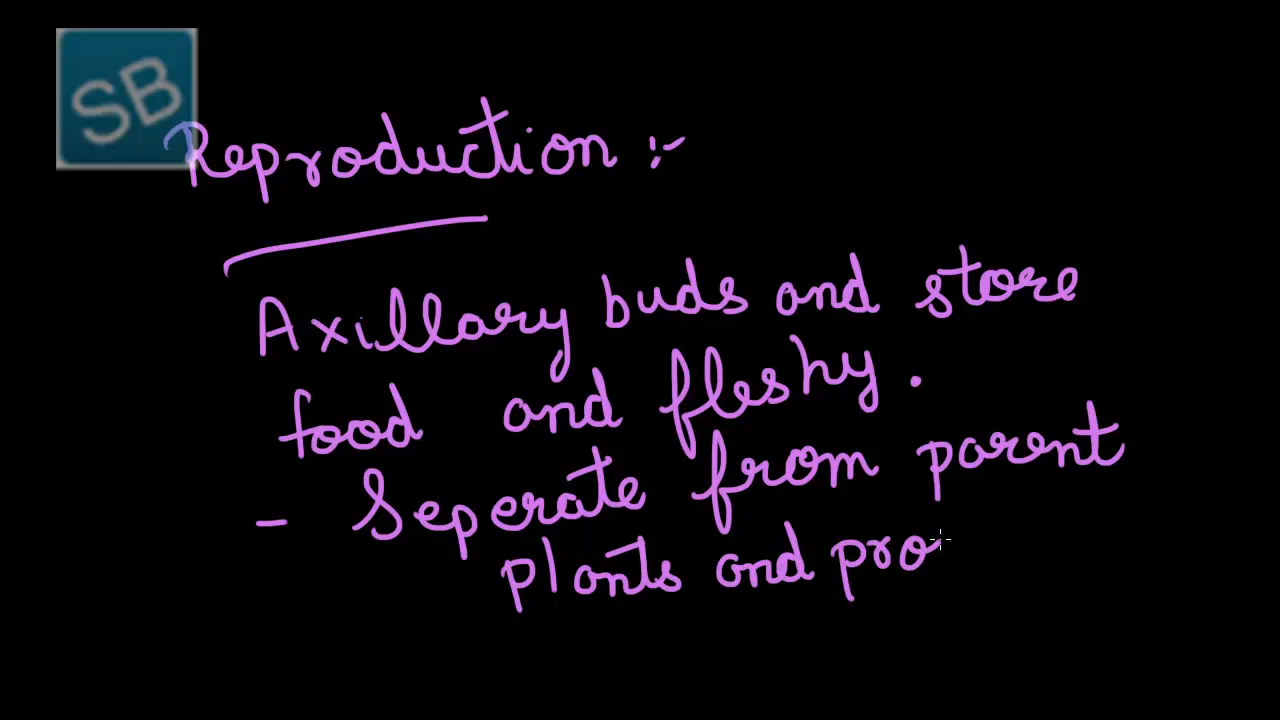 SB
Reproduction :-
Axillary buds and store
food and fleshy.
- Seperate from parent
plants and pro